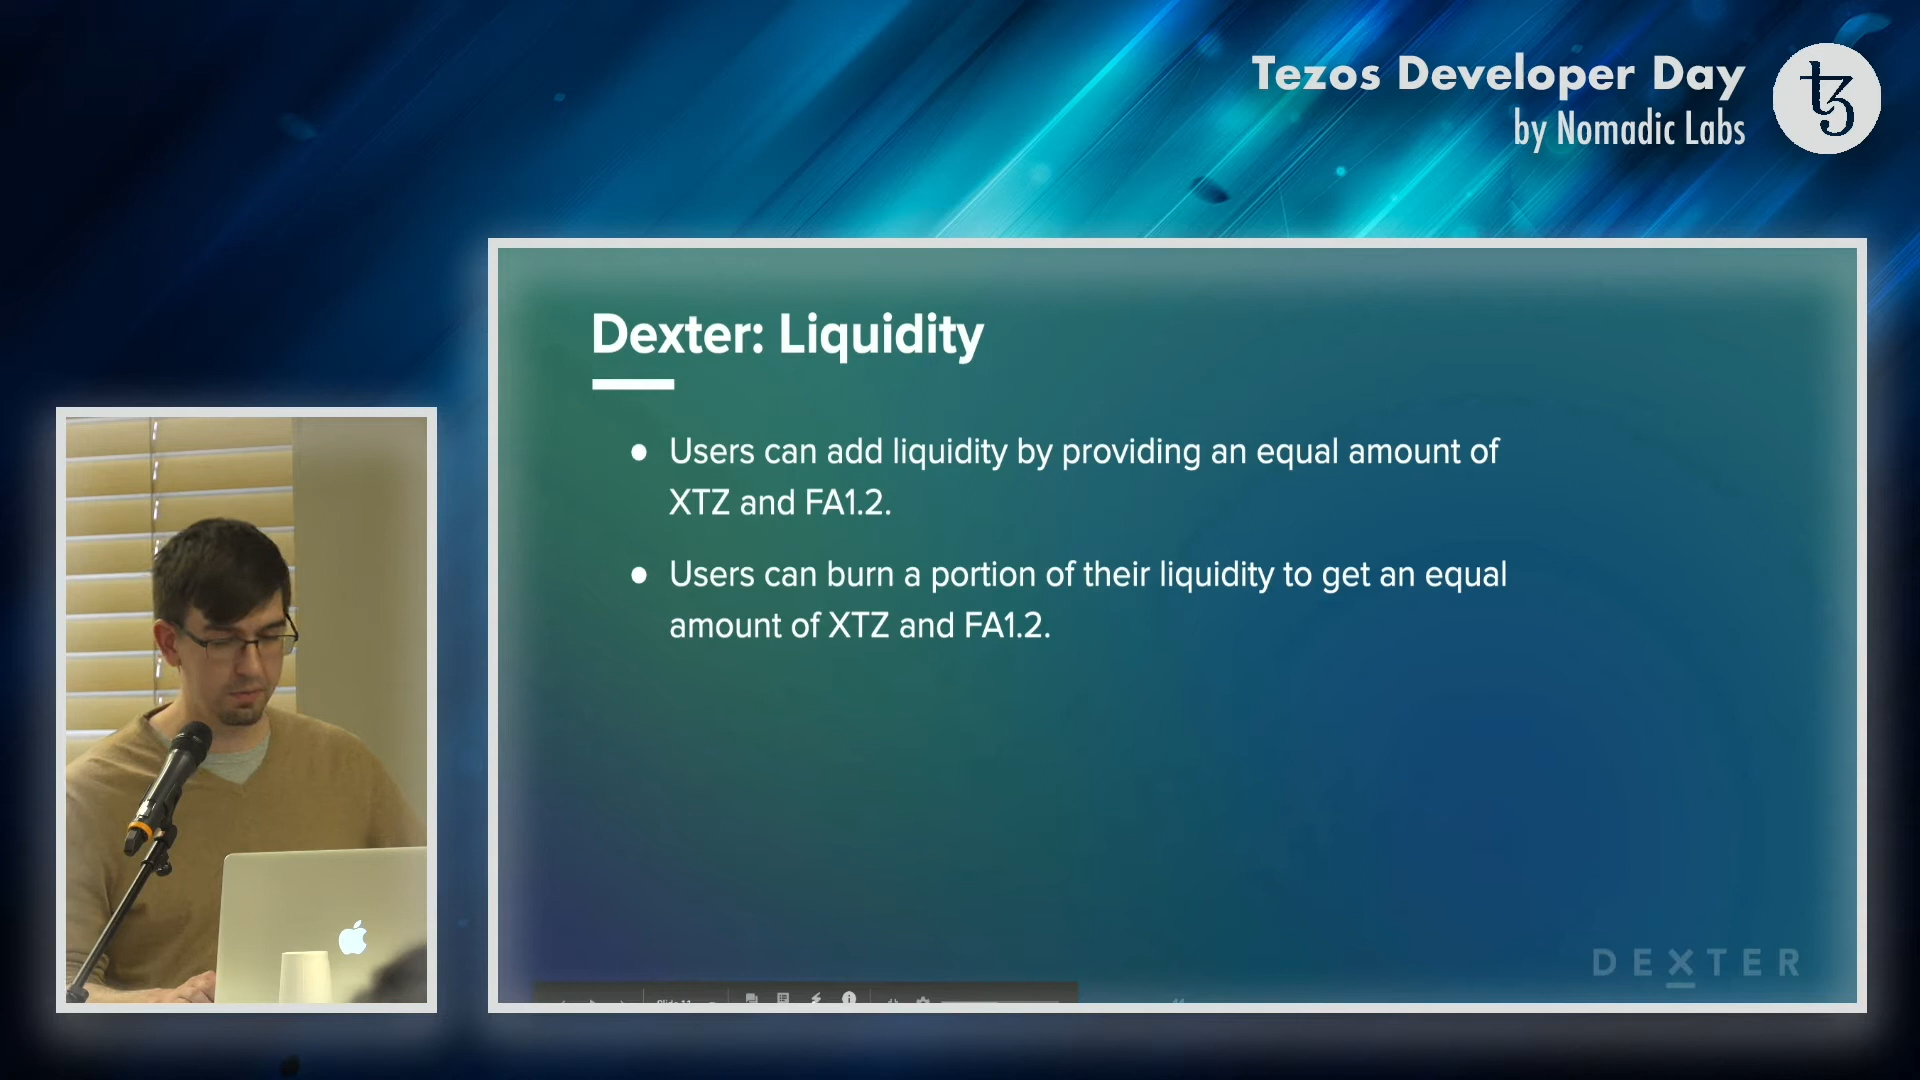 Tezos Developer Day
by Nomadic Labs
Dexter: Liquidity
● Users can add liquidity by providing an equal amount of
XTZ and FA1.2.
● Users can burn a portion of their liquidity to get an equal
amount of XTZ and FA1.2.
DEXTER